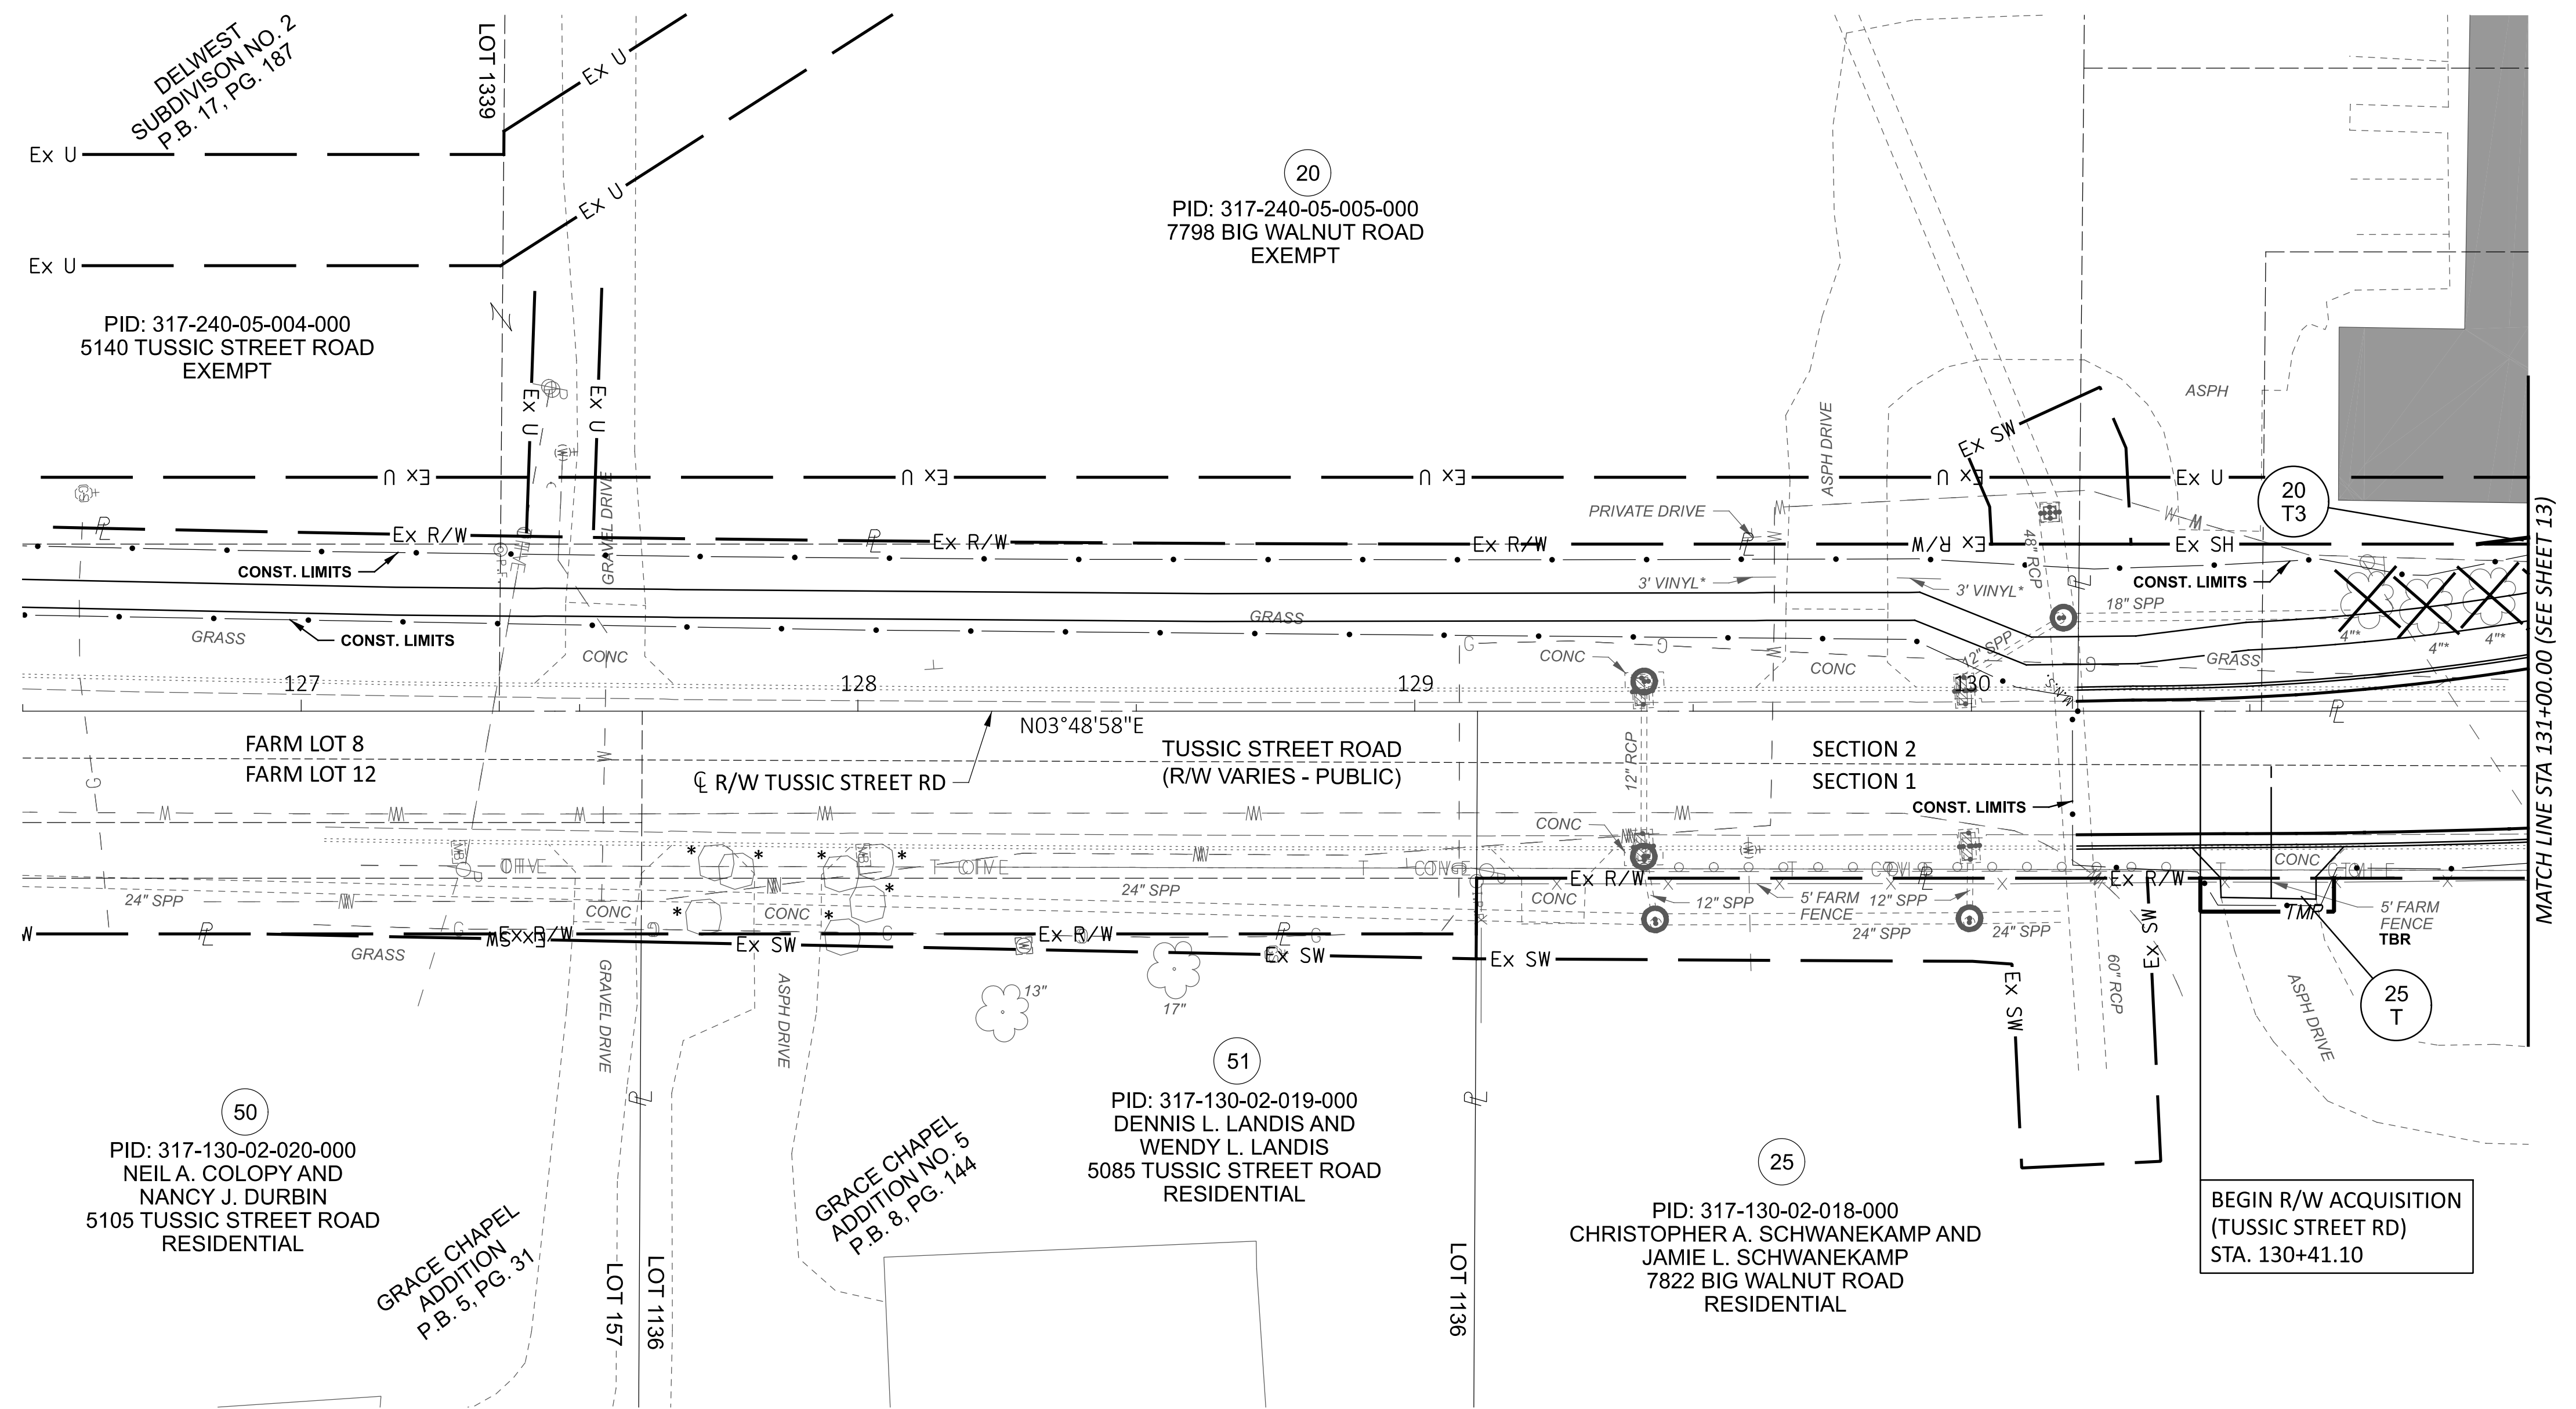 DELWEST
SUBDIVISON NO. 2
P.B. 17, PG. 187
LOT 1339
Ex U
Ex U
Ex U
Ex U
20
PID: 317-240-05-005-000
7798 BIG WALNUT ROAD
EXEMPT
PID: 317-240-05-004-000
5140 TUSSIC STREET ROAD
EXEMPT
Ex U
Ex U
ASPH
ASPH DRIVE
Ex SW
Ex U
Ex U
Ex U
Ex U
Ex U
20
T3
GRAVEL DRIVE
PRIVATE DRIVE
48" RCP
Ex R/W
Ex R/W
Ex R/W
Ex R/W
Ex SH
CONST. LIMITS
CONST. LIMITS
3' VINYL*
3' VINYL*
18" SPP
GRASS
GRASS
CONST. LIMITS
12" SPP
4"*
4"*
4"*
CONC
CONC
CONC
GRASS
127
128
129
130
N03°48'58"E
FARM LOT 8
FARM LOT 12
℄ R/W TUSSIC STREET RD
TUSSIC STREET ROAD
(R/W VARIES - PUBLIC)
12" RCP
SECTION 2
SECTION 1
CONST. LIMITS
CONC
CONC
24" SPP
24" SPP
Ex R/W
Ex R/W
CONC
CONC
CONC
12" SPP
5' FARM
FENCE
12" SPP
24" SPP
24" SPP
TMP
5' FARM
FENCE
TBR
W
Ex R/W
Ex SW
Ex SW
Ex R/W
Ex SW
Ex SW
Ex SW
Ex SW
GRASS
GRAVEL DRIVE
ASPH DRIVE
13"
17"
60" RCP
ASPH DRIVE
25
T
MATCH LINE STA 131+00.00 (SEE SHEET 13)
50
PID: 317-130-02-020-000
NEIL A. COLOPY AND
NANCY J. DURBIN
5105 TUSSIC STREET ROAD
RESIDENTIAL
GRACE CHAPEL
ADDITION
P.B. 5, PG. 31
LOT 157
LOT 1136
GRACE CHAPEL
ADDITION NO. 5
P.B. 8, PG. 144
51
PID: 317-130-02-019-000
DENNIS L. LANDIS AND
WENDY L. LANDIS
5085 TUSSIC STREET ROAD
RESIDENTIAL
LOT 1136
25
PID: 317-130-02-018-000
CHRISTOPHER A. SCHWANEKAMP AND
JAMIE L. SCHWANEKAMP
7822 BIG WALNUT ROAD
RESIDENTIAL
BEGIN R/W ACQUISITION
(TUSSIC STREET RD)
STA. 130+41.10